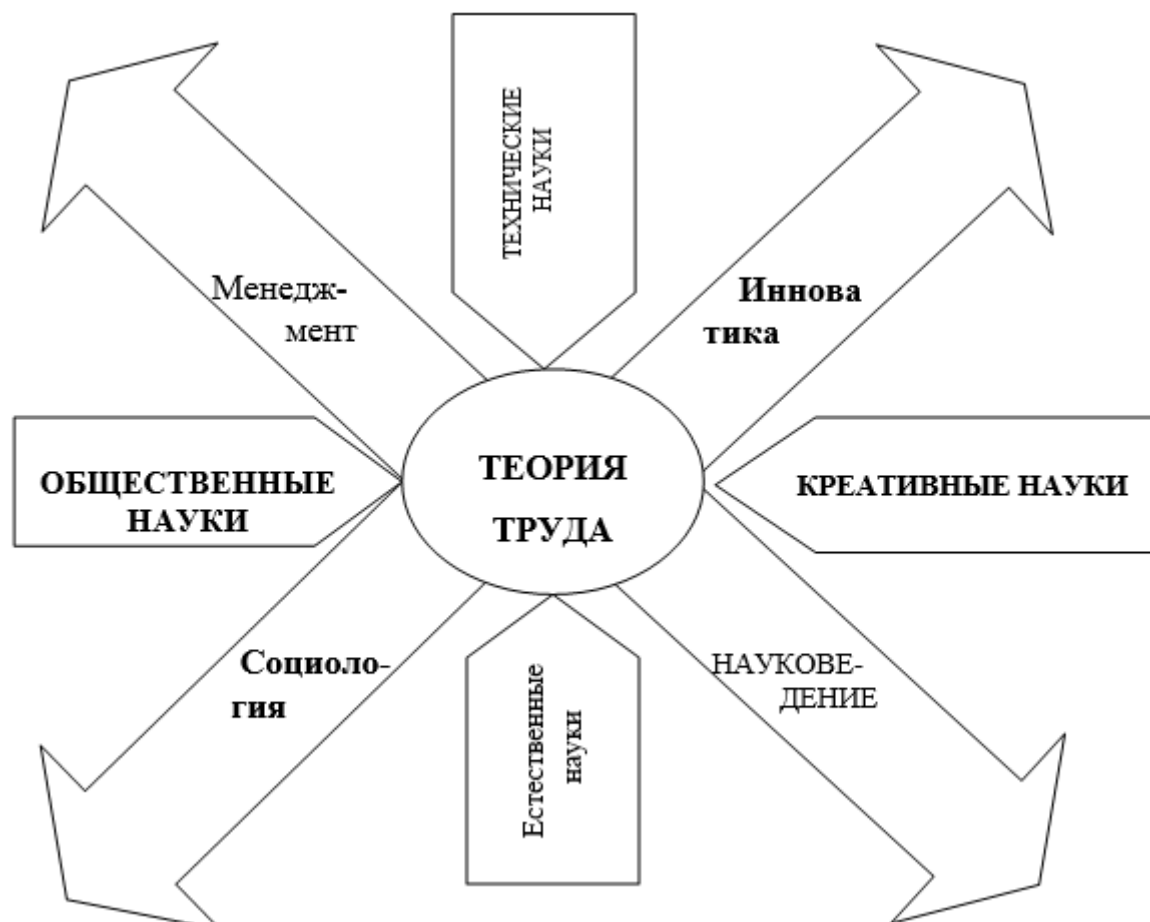 ТЕХНИЧЕСКИЕ
НАУКИ
Менедж-
мент
Иннова
тика
ОБЩЕСТВЕННЫЕ
НАУКИ
ТЕОРИЯ
ТРУДА
КРЕАТИВНЫЕ НАУКИ
Социоло-
гия
Естественные
науки
НАУКОВЕ-
ДЕНИЕ